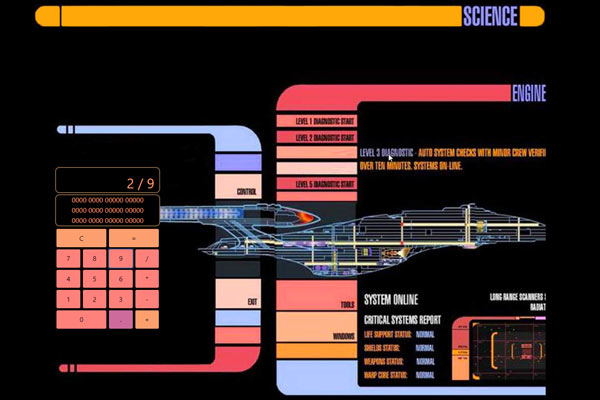 SCIENCE
ENGINE
LEVEL 1 DIAGNOSTIC START
LEVEL 2 DIAGNOSTIC START
LEVEL 3 DIAGNOSTIC - AUTO SYSTEM CHECKS WITH MINOR CREW VERIFI
OVER TEN MINUTES. SYSTEMS ON-LINE.
LEVEL 5 DIAGNOSTIC START
CONTROL
2 / 9
0000 0000 00000 00000
0000 0000 00000 00000
0000 0000 00000 00000
C =
7 8 9 /
4 5 6 *
1 2 3 -
0 . +
EXIT
TOOLS
WINDOWS
SYSTEM ONLINE
LONG RANGE SCANNERS
RADIAT
CRITICAL SYSTEMS REPORT
LIFE SUPPORT STATUS: NORMAL
SHIELDS STATUS: NORMAL
WEAPONS STATUS: NORMAL
WARP CORE STATUS: NORMAL